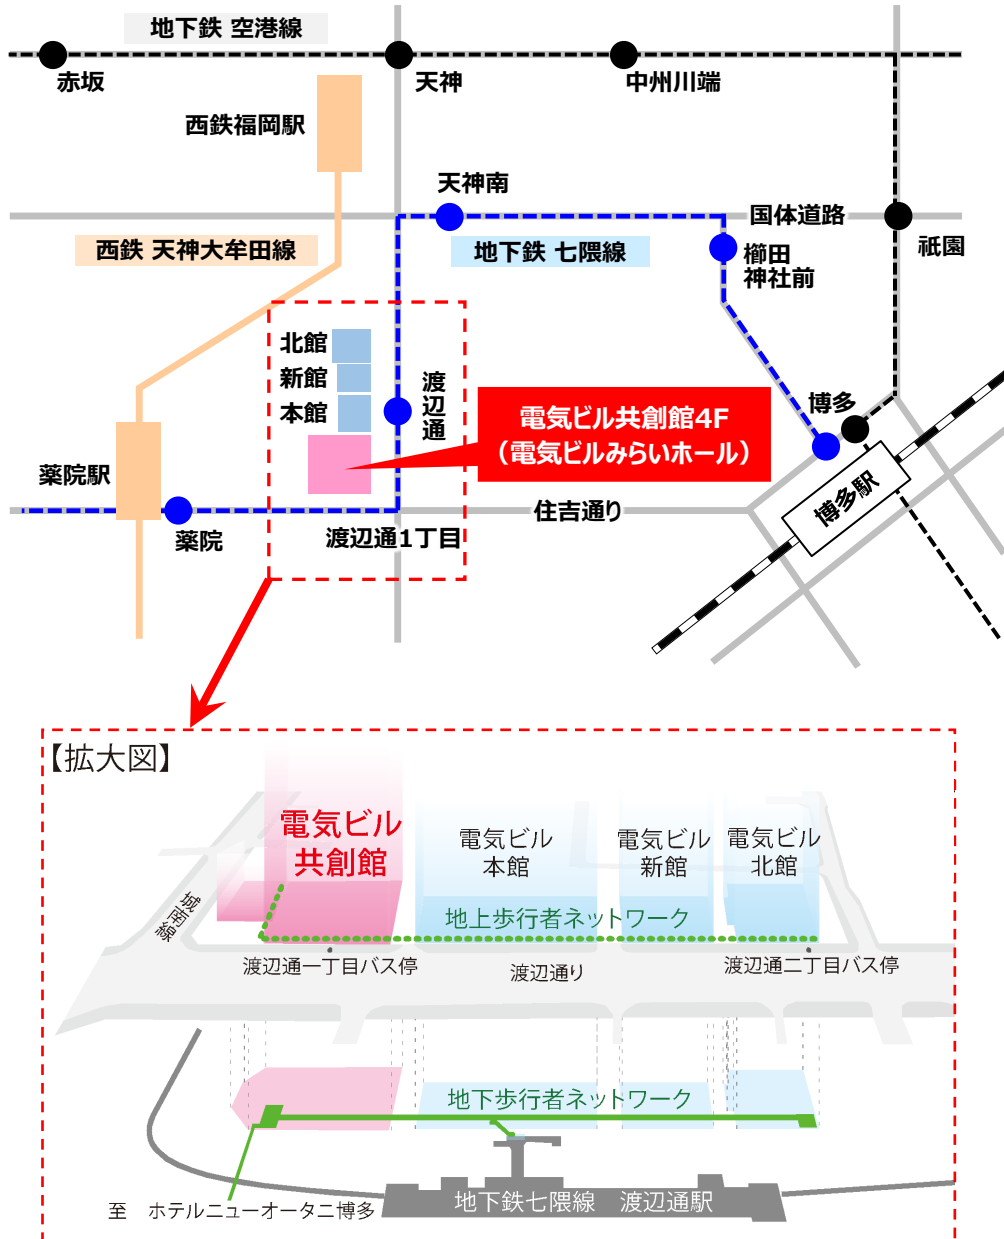 地下鉄 空港線
赤坂
天神
中州川端
西鉄福岡駅
天神南
国体道路
祇園
西鉄 天神大牟田線
地下鉄 七隈線
櫛田
神社前
北館
新館
本館
渡辺通
電気ビル共創館4F
（電気ビルみらいホール）
博多
博多駅
薬院駅
薬院
渡辺通1丁目
住吉通り
【拡大図】
電気ビル
共創館
電気ビル
本館
電気ビル
新館
電気ビル
北館
城南線
地上歩行者ネットワーク
渡辺通一丁目バス停
渡辺通り
渡辺通二丁目バス停
地下歩行者ネットワーク
至　ホテルニューオータニ博多
地下鉄七隈線　渡辺通駅